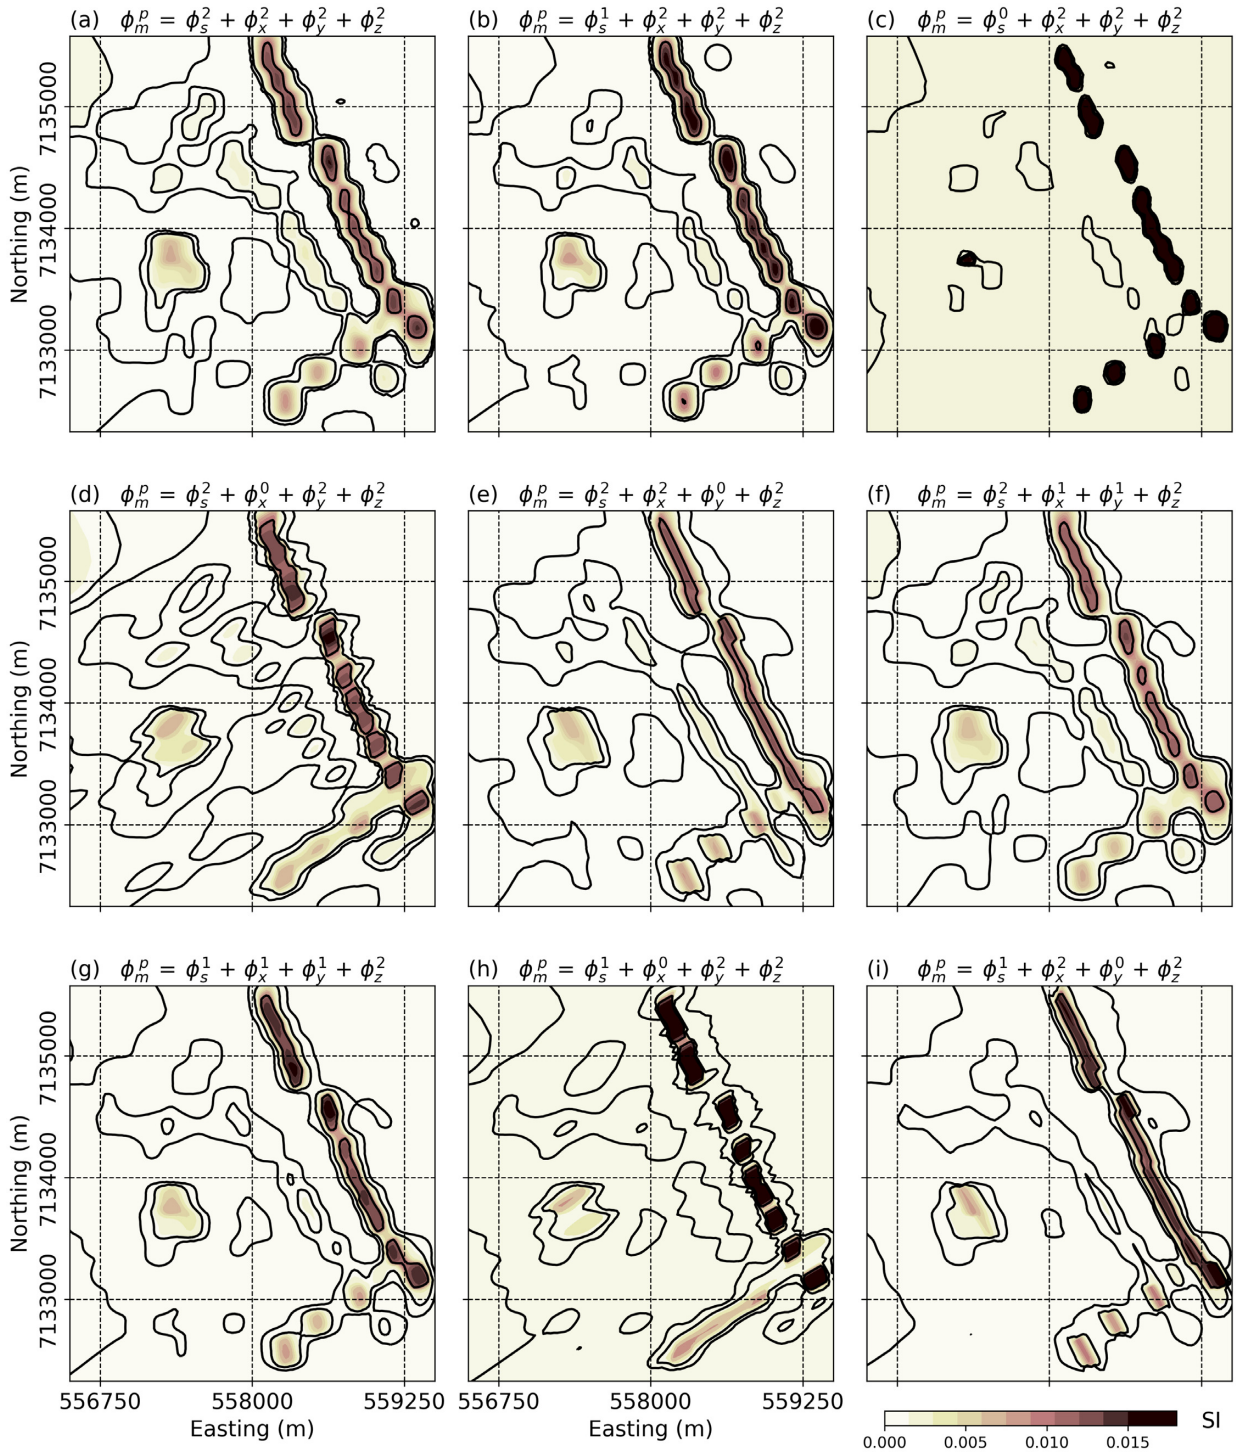 (a) ϕ_m^p = ϕ_s^2 + ϕ_x^2 + ϕ_y^2 + ϕ_z^2
(b) ϕ_m^p = ϕ_s^1 + ϕ_x^2 + ϕ_y^2 + ϕ_z^2
(c) ϕ_m^p = ϕ_s^0 + ϕ_x^2 + ϕ_y^2 + ϕ_z^2
Northing (m)
7135000
7134000
7133000
(d) ϕ_m^p = ϕ_s^2 + ϕ_x^0 + ϕ_y^2 + ϕ_z^2
(e) ϕ_m^p = ϕ_s^2 + ϕ_x^2 + ϕ_y^0 + ϕ_z^2
(f) ϕ_m^p = ϕ_s^2 + ϕ_x^1 + ϕ_y^1 + ϕ_z^2
Northing (m)
7135000
7134000
7133000
(g) ϕ_m^p = ϕ_s^1 + ϕ_x^1 + ϕ_y^1 + ϕ_z^2
(h) ϕ_m^p = ϕ_s^1 + ϕ_x^0 + ϕ_y^2 + ϕ_z^2
(i) ϕ_m^p = ϕ_s^1 + ϕ_x^2 + ϕ_y^0 + ϕ_z^2
Northing (m)
7135000
7134000
7133000
556750 558000 559250
Easting (m)
556750 558000 559250
Easting (m)
SI
0.000 0.005 0.010 0.015